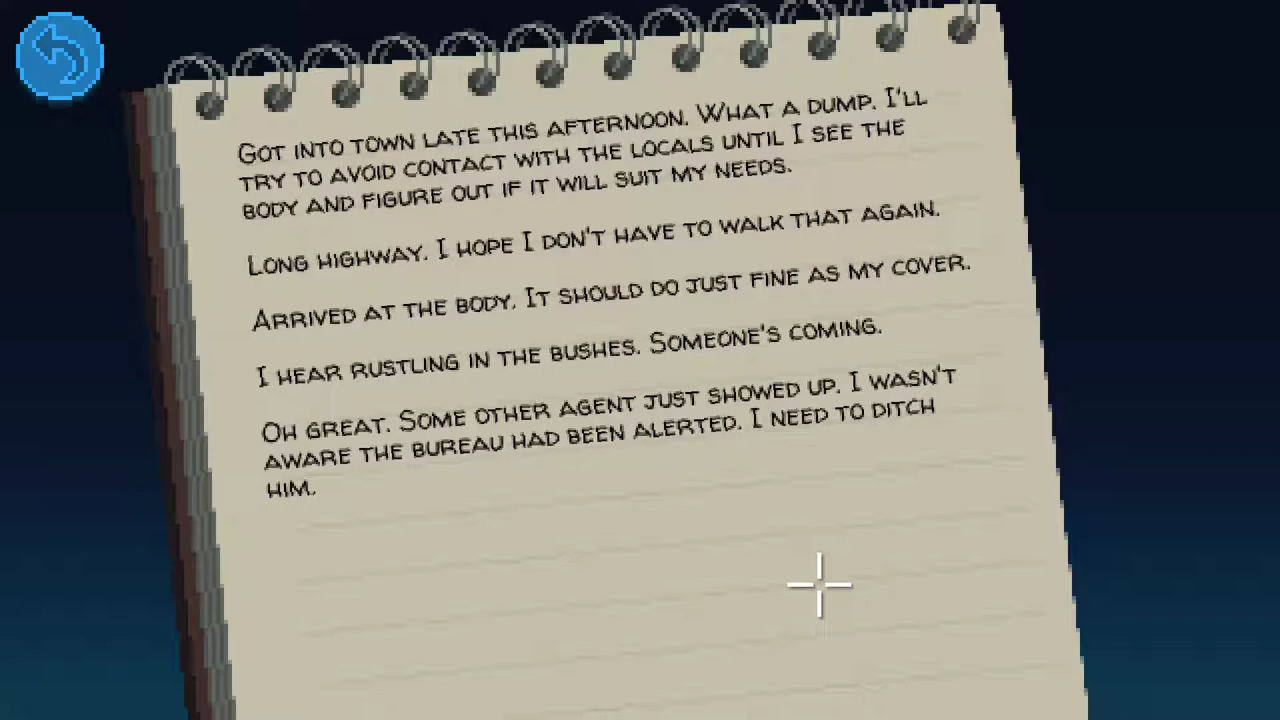 Got into town late this afternoon. What a dump. I'll
try to avoid contact with the locals until I see the
body and figure out if it will suit my needs.
Long highway. I hope I don't have to walk that again.
Arrived at the body. It should do just fine as my cover.
I hear rustling in the bushes. Someone's coming.
Oh great. Some other agent just showed up. I wasn't
aware the bureau had been alerted. I need to ditch
him.